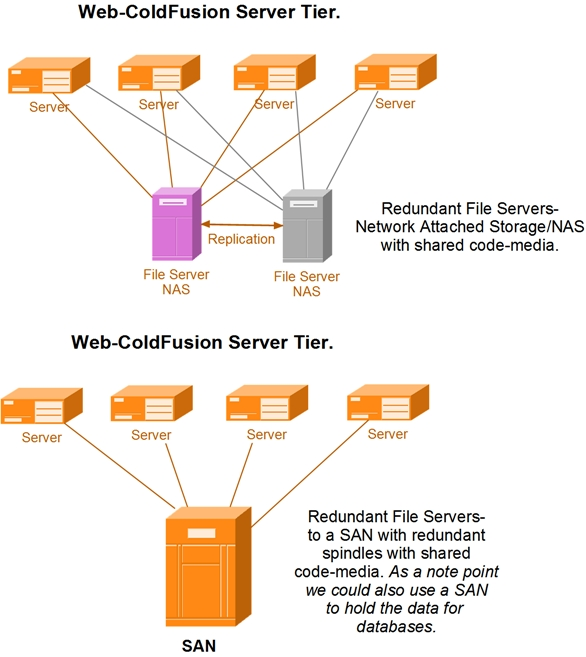 Web-ColdFusion Server Tier.
Server
Server
Server
Server
Redundant File Servers-
Network Attached Storage/NAS
with shared code-media.
Replication
File Server
NAS
File Server
NAS
Web-ColdFusion Server Tier.
Server
Server
Server
Server
Redundant File Servers-
to a SAN with redundant
spindles with shared
code-media. As a note point
we could also use a SAN
to hold the data for
databases.
SAN